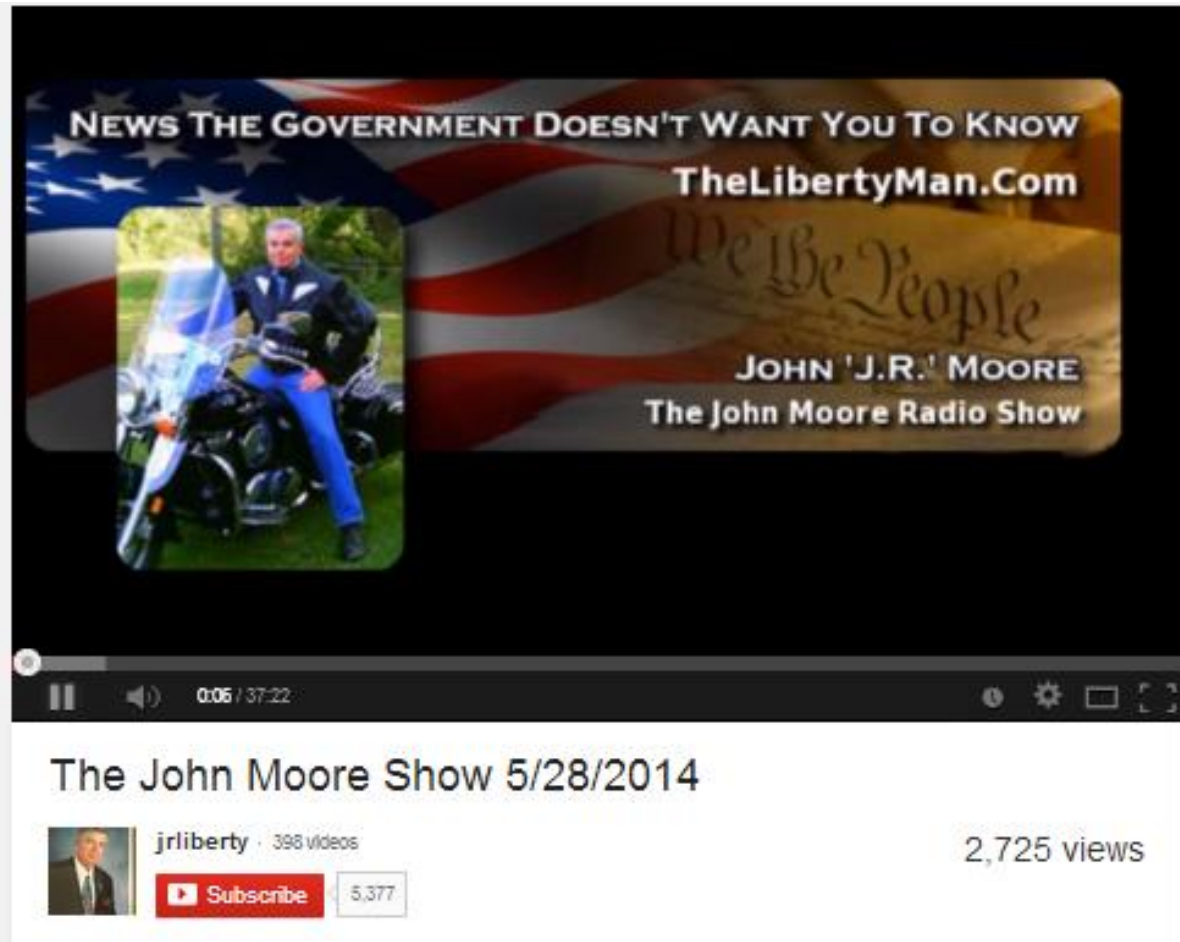 News The Government Doesn't Want You To Know
TheLibertyMan.Com
We the People
John 'J.R.' Moore
The John Moore Radio Show
0:06 / 37:22
The John Moore Show 5/28/2014
jrliberty · 398 videos
2,725 views
Subscribe 5,377